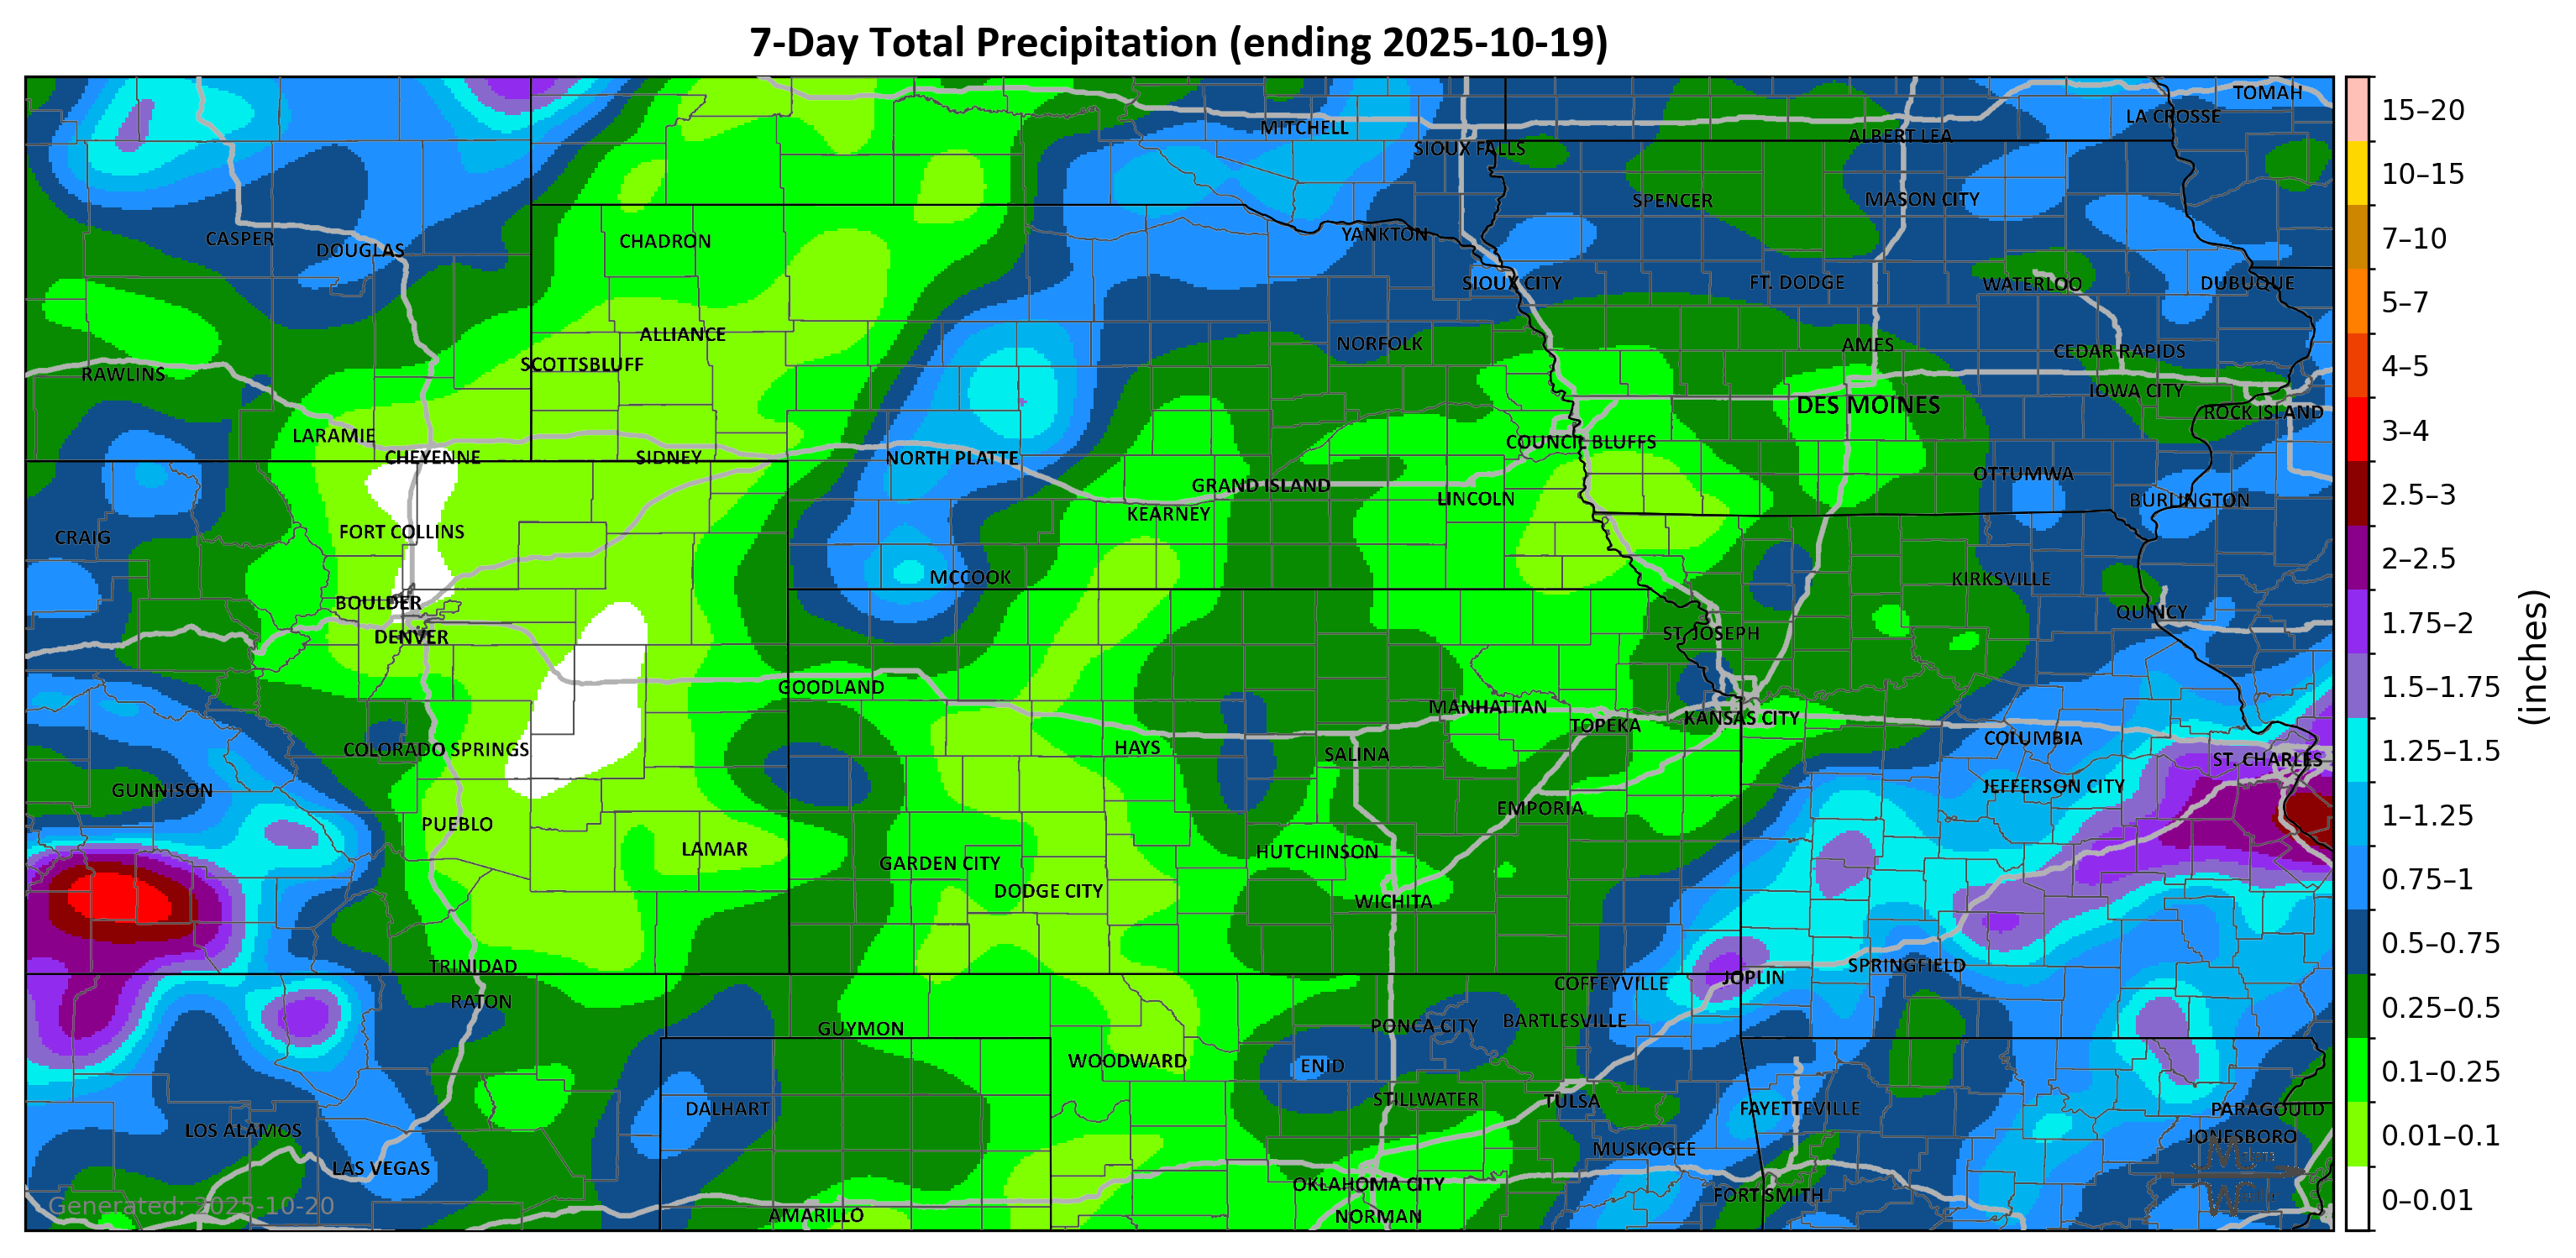 7-Day Total Precipitation (ending 2025-10-19)
TOMAH
LA CROSSE
MITCHELL
ALBERT LEA
SIOUX FALLS
SPENCER
MASON CITY
CASPER
DOUGLAS
CHADRON
YANKTON
SIOUX CITY
FT. DODGE
WATERLOO
DUBUQUE
ALLIANCE
NORFOLK
AMES
CEDAR RAPIDS
SCOTTSBLUFF
RAWLINS
IOWA CITY
DES MOINES
ROCK ISLAND
LARAMIE
COUNCIL BLUFFS
CHEYENNE
SIDNEY
NORTH PLATTE
OTTUMWA
GRAND ISLAND
LINCOLN
BURLINGTON
KEARNEY
FORT COLLINS
CRAIG
MCCOOK
KIRKSVILLE
BOULDER
QUINCY
DENVER
ST. JOSEPH
GOODLAND
MANHATTAN
KANSAS CITY
TOPEKA
COLUMBIA
COLORADO SPRINGS
HAYS
SALINA
ST. CHARLES
GUNNISON
JEFFERSON CITY
EMPORIA
PUEBLO
LAMAR
HUTCHINSON
GARDEN CITY
DODGE CITY
WICHITA
TRINIDAD
SPRINGFIELD
JOPLIN
COFFEYVILLE
RATON
GUYMON
PONCA CITY
BARTLESVILLE
WOODWARD
ENID
STILLWATER
TULSA
DALHART
FAYETTEVILLE
PARAGOULD
LOS ALAMOS
JONESBORO
MUSKOGEE
LAS VEGAS
OKLAHOMA CITY
FORT SMITH
AMARILLO
NORMAN
Generated: 2025-10-20
15–20
10–15
7–10
5–7
4–5
3–4
2.5–3
2–2.5
1.75–2
1.5–1.75
1.25–1.5
1–1.25
0.75–1
0.5–0.75
0.25–0.5
0.1–0.25
0.01–0.1
0–0.01
(inches)